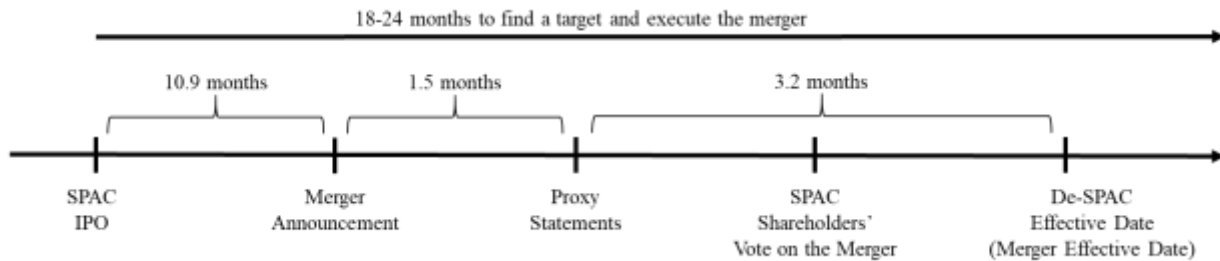 18-24 months to find a target and execute the merger
10.9 months
1.5 months
3.2 months
SPAC
IPO
Merger
Announcement
Proxy
Statements
SPAC
Shareholders’
Vote on the Merger
De-SPAC
Effective Date
(Merger Effective Date)